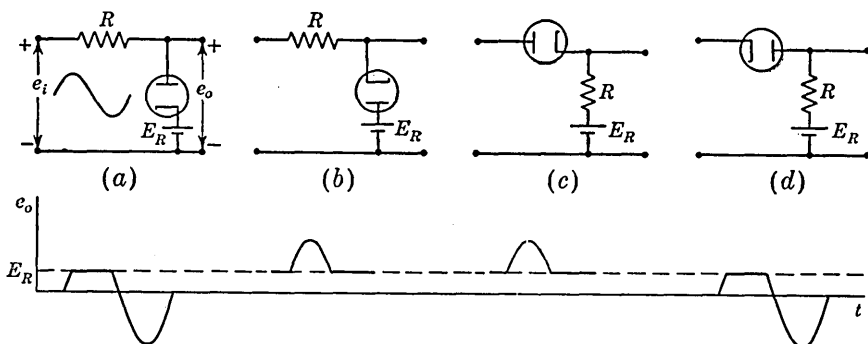 R R
+ + R R
e_i e_o
E_R E_R E_R E_R
− −
(a) (b) (c) (d)
e_o
E_R
t